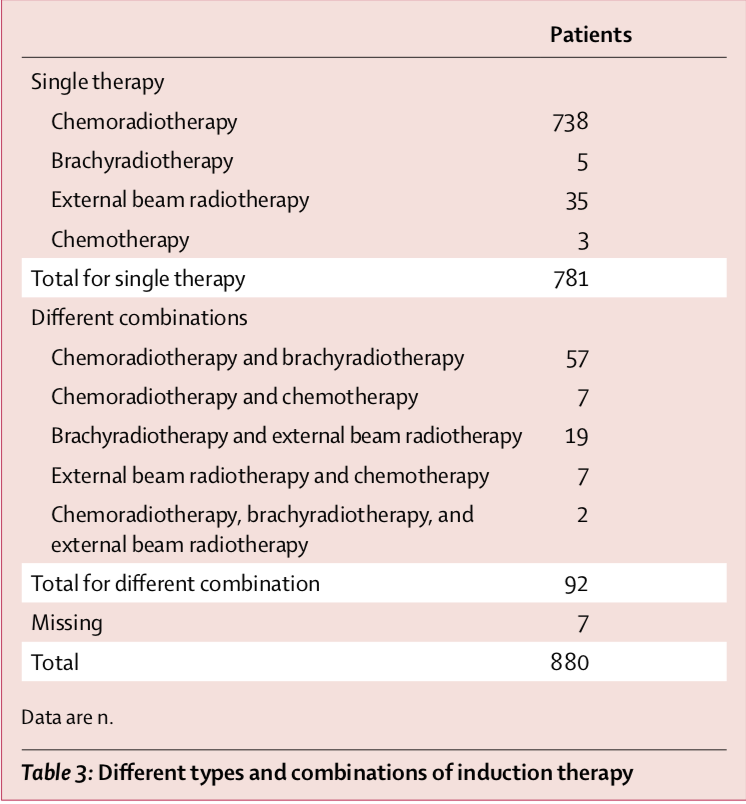 Patients
Single therapy
Chemoradiotherapy 738
Brachyradiotherapy 5
External beam radiotherapy 35
Chemotherapy 3
Total for single therapy 781
Different combinations
Chemoradiotherapy and brachyradiotherapy 57
Chemoradiotherapy and chemotherapy 7
Brachyradiotherapy and external beam radiotherapy 19
External beam radiotherapy and chemotherapy 7
Chemoradiotherapy, brachyradiotherapy, and 2
external beam radiotherapy
Total for different combination 92
Missing 7
Total 880
Data are n.
Table 3: Different types and combinations of induction therapy